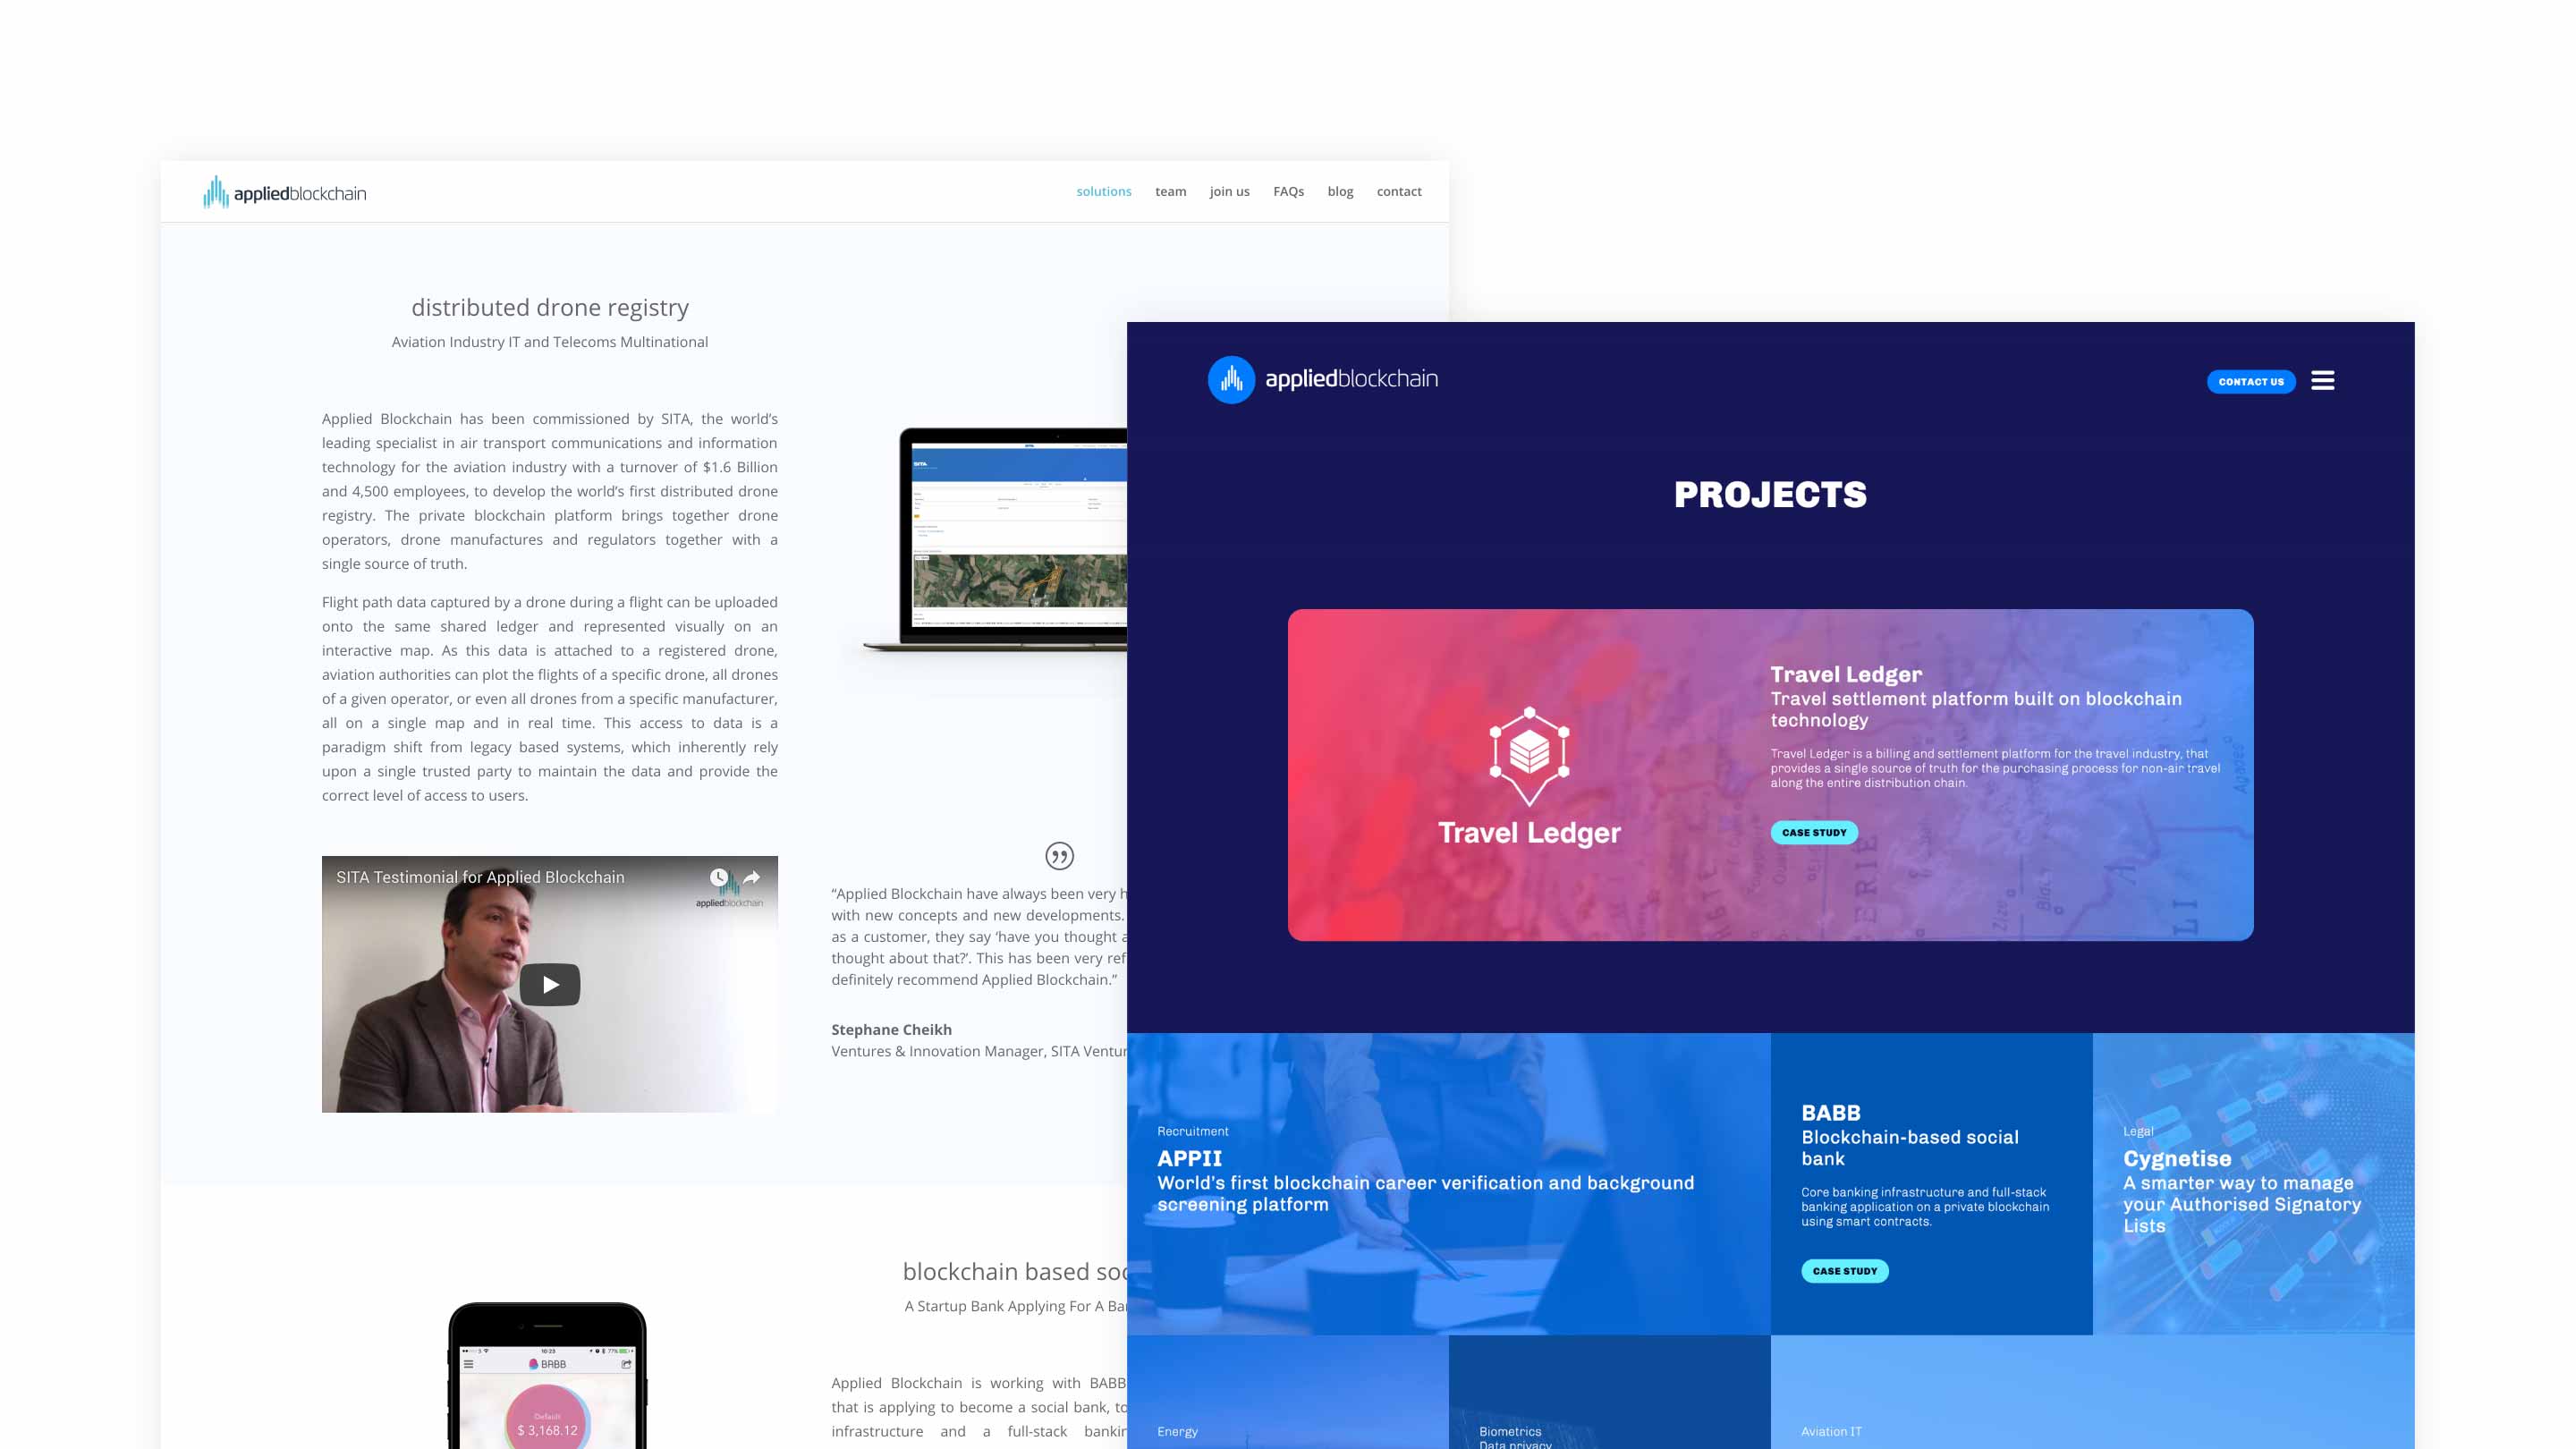 appliedblockchain
solutions team join us FAQs blog contact
distributed drone registry
Aviation Industry IT and Telecoms Multinational
Applied Blockchain has been commissioned by SITA, the world’s
leading specialist in air transport communications and information
technology for the aviation industry with a turnover of $1.6 Billion
and 4,500 employees, to develop the world’s first distributed drone
registry. The private blockchain platform brings together drone
operators, drone manufactures and regulators together with a
single source of truth.
Flight path data captured by a drone during a flight can be uploaded
onto the same shared ledger and represented visually on an
interactive map. As this data is attached to a registered drone,
aviation authorities can plot the flights of a specific drone, all drones
of a given operator, or even all drones from a specific manufacturer,
all on a single map and in real time. This access to data is a
paradigm shift from legacy based systems, which inherently rely
upon a single trusted party to maintain the data and provide the
correct level of access to users.
SITA
SITA Testimonial for Applied Blockchain
appliedblockchain
“Applied Blockchain have always been very h
with new concepts and new developments.
as a customer, they say ‘have you thought a
thought about that?’. This has been very ref
definitely recommend Applied Blockchain.”
Stephane Cheikh
Ventures & Innovation Manager, SITA Ventur
blockchain based soc
A Startup Bank Applying For A Ba
Applied Blockchain is working with BABB
that is applying to become a social bank, to
infrastructure and a full-stack bankin
10:23
77%
BABB
Default
$ 3,168.12
appliedblockchain
CONTACT US
PROJECTS
Travel Ledger
Travel Ledger
Travel settlement platform built on blockchain
technology
Travel Ledger is a billing and settlement platform for the travel industry, that
provides a single source of truth for the purchasing process for non-air travel
along the entire distribution chain.
CASE STUDY
Recruitment
APPII
World’s first blockchain career verification and background
screening platform
BABB
Blockchain-based social
bank
Core banking infrastructure and full-stack
banking application on a private blockchain
using smart contracts.
CASE STUDY
Legal
Cygnetise
A smarter way to manage
your Authorised Signatory
Lists
Energy
Biometrics
Data privacy
Aviation IT